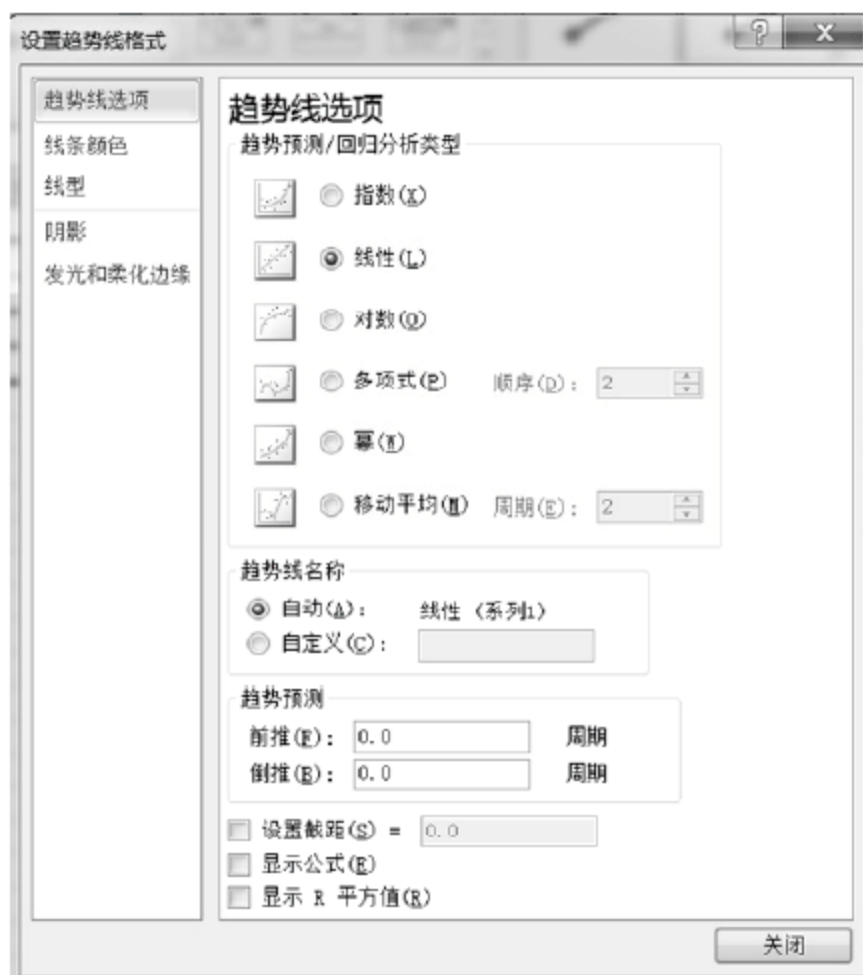 设置趋势线格式
趋势线选项
线条颜色
线型
阴影
发光和柔化边缘
趋势线选项
趋势预测/回归分析类型
指数(X)
线性(L)
对数(O)
多项式(P) 顺序(D): 2
幂(W)
移动平均(M) 周期(E): 2
趋势线名称
自动(A): 线性 (系列1)
自定义(C):
趋势预测
前推(F): 0.0 周期
倒推(B): 0.0 周期
设置截距(S) = 0.0
显示公式(E)
显示 R 平方值(R)
关闭